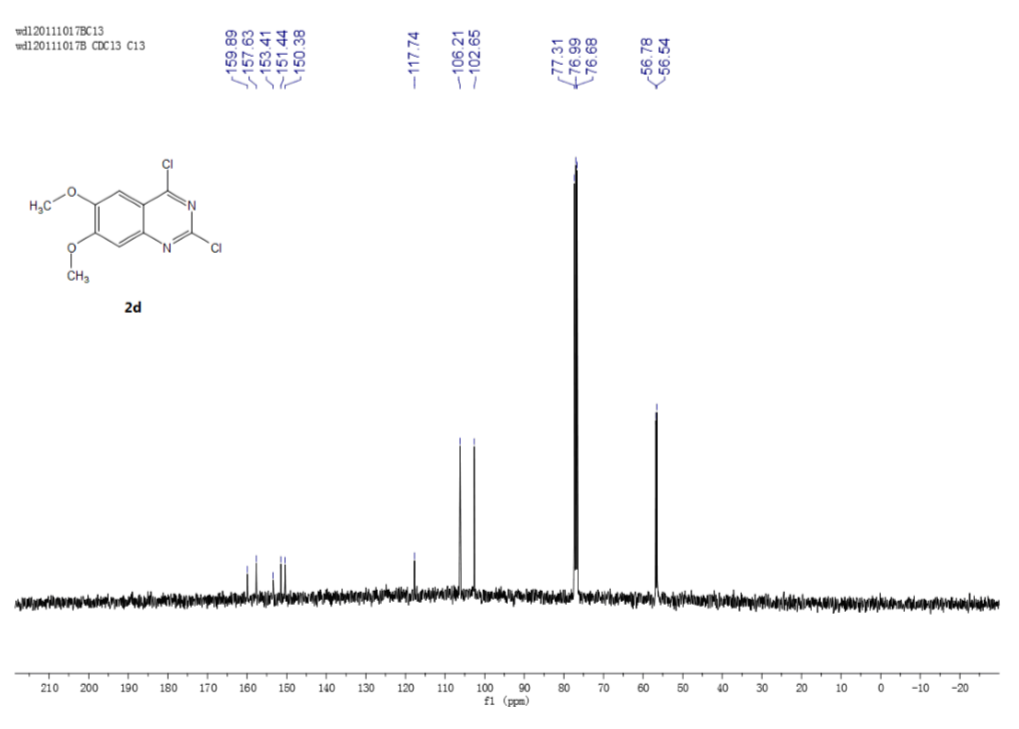 wdl20111017BC13
wdl20111017B CDC13 C13
159.89
157.63
153.41
151.44
150.38
117.74
106.21
102.65
77.31
76.99
76.68
56.78
56.54
Cl
O
H₃C
N
O
N
Cl
CH₃
2d
210 200 190 180 170 160 150 140 130 120 110 100 90 80 70 60 50 40 30 20 10 0 -10 -20
f1 (ppm)